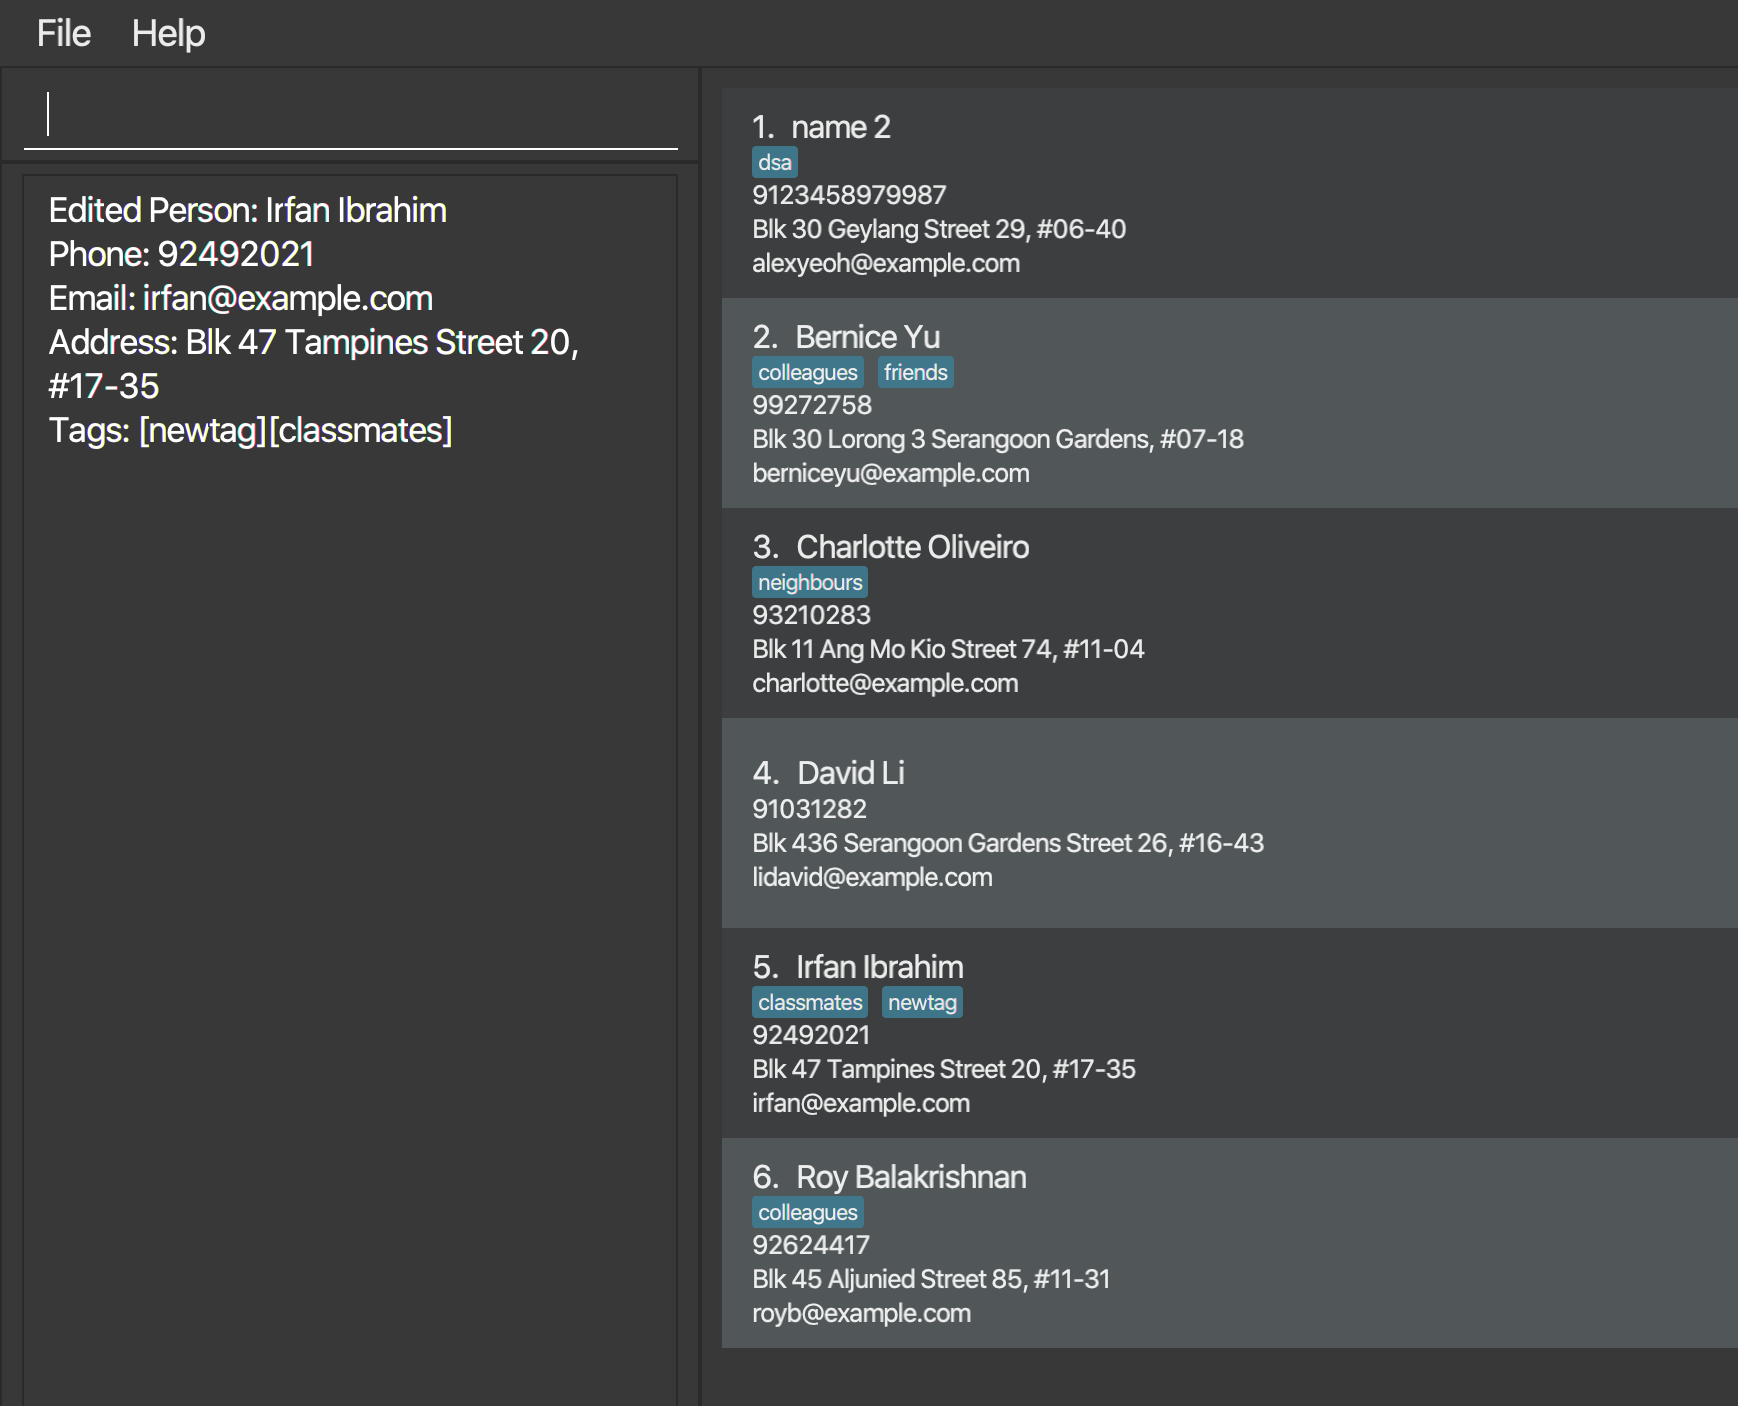 File Help
Edited Person: Irfan Ibrahim
Phone: 92492021
Email: irfan@example.com
Address: Blk 47 Tampines Street 20,
#17-35
Tags: [newtag][classmates]
1. name 2
dsa
9123458979987
Blk 30 Geylang Street 29, #06-40
alexyeoh@example.com
2. Bernice Yu
colleagues friends
99272758
Blk 30 Lorong 3 Serangoon Gardens, #07-18
berniceyu@example.com
3. Charlotte Oliveiro
neighbours
93210283
Blk 11 Ang Mo Kio Street 74, #11-04
charlotte@example.com
4. David Li
91031282
Blk 436 Serangoon Gardens Street 26, #16-43
lidavid@example.com
5. Irfan Ibrahim
classmates newtag
92492021
Blk 47 Tampines Street 20, #17-35
irfan@example.com
6. Roy Balakrishnan
colleagues
92624417
Blk 45 Aljunied Street 85, #11-31
royb@example.com